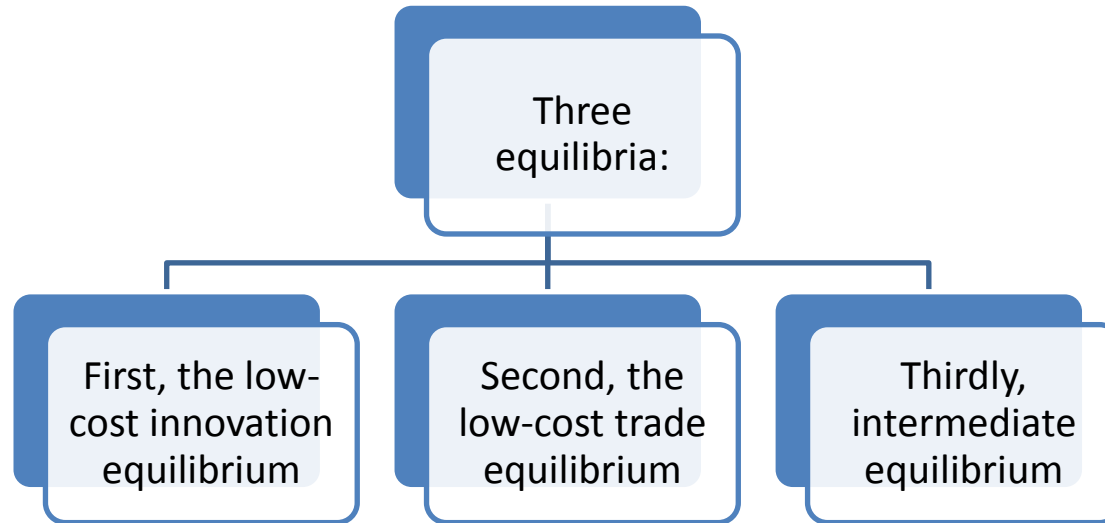 Three
equilibria:
First, the low-
cost innovation
equilibrium
Second, the
low-cost trade
equilibrium
Thirdly,
intermediate
equilibrium